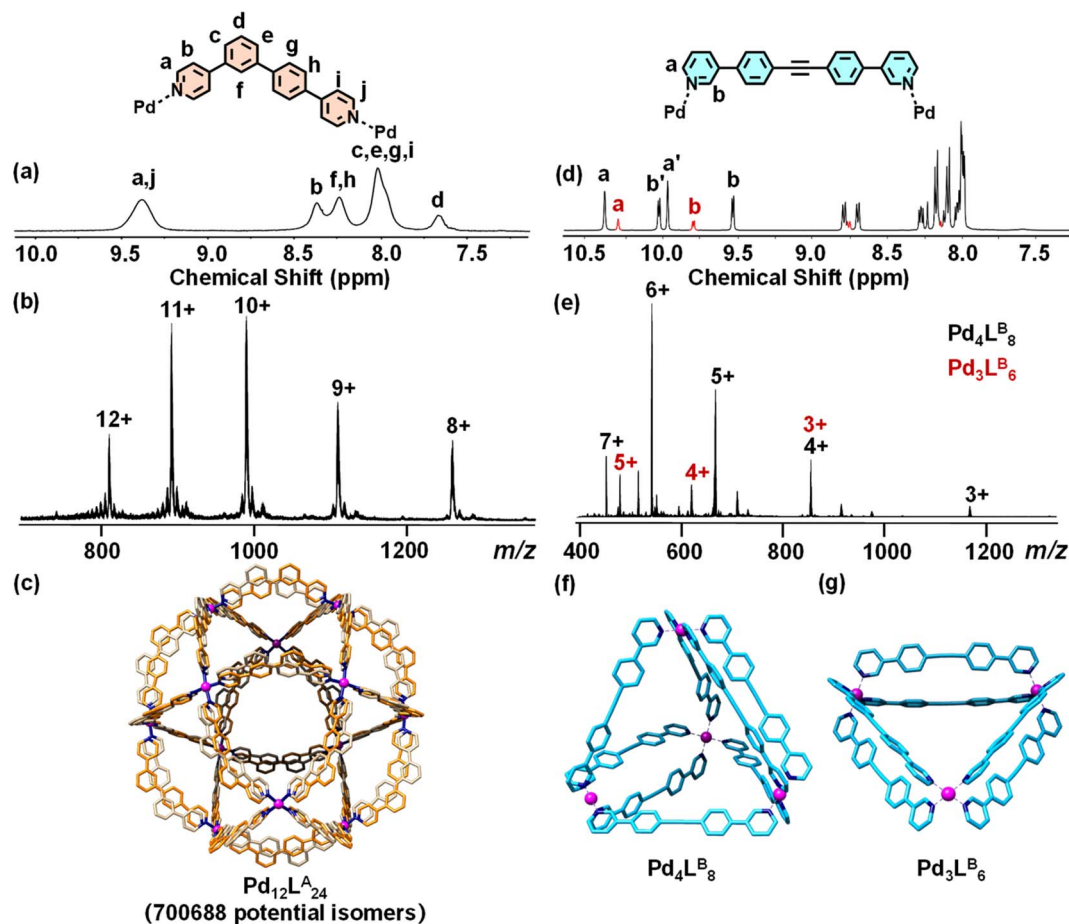 d
c
e
b
g
a
h
f
i
j
N
Pd
N
Pd
c,e,g,i
(a)
a,j
b
f,h
d
10.0 9.5 9.0 8.5 8.0
Chemical Shift (ppm)
a
N
b
N
Pd
Pd
(d)
a
a'
b'
b
a
b
10.5 10.0 9.5 9.0 8.5 8.0 7.5
Chemical Shift (ppm)
(b)
11+
10+
12+
9+
8+
800 1000 1200 m/z
(e)
6+
Pd4LB8
Pd3LB6
5+
7+
5+
4+
3+
4+
3+
400 600 800 1000 1200 m/z
(c)
Pd12LA24
(700688 potential isomers)
(f)
Pd4LB8
(g)
Pd3LB6